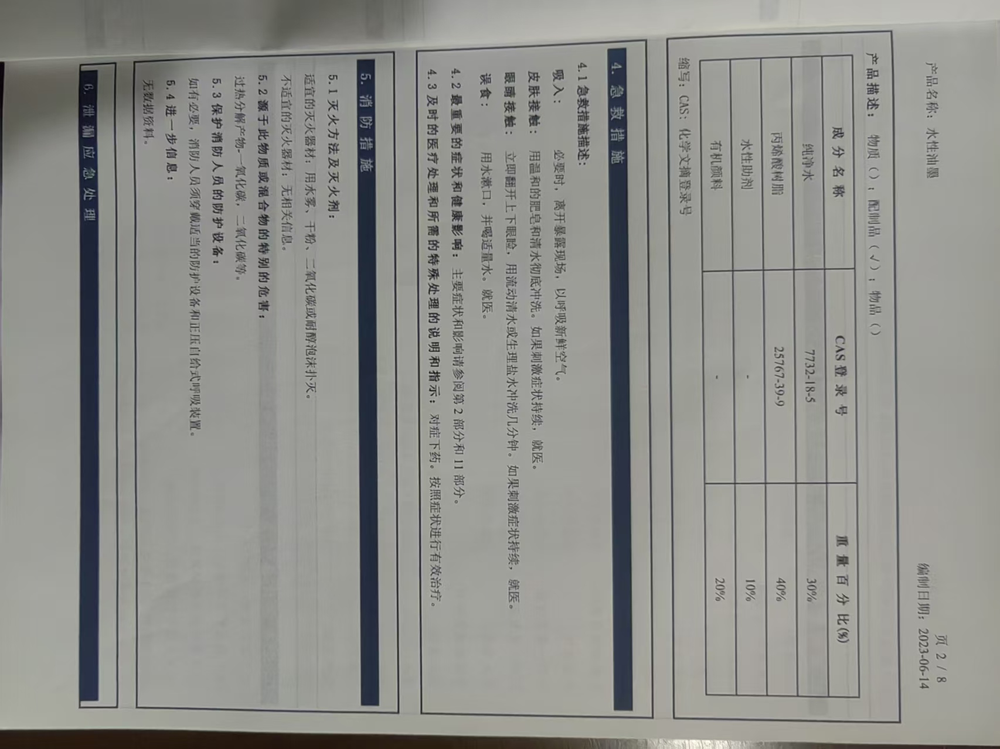 页 2 / 8
产品名称：水性油墨 编制日期：2023-06-14
产品描述： 物质（）；配制品（√）；物品（）
成分名称 CAS登录号 重量百分比(%)
纯净水 7732-18-5 30%
丙烯酸树脂 25767-39-9 40%
水性助剂 - 10%
有机颜料 - 20%
缩写：CAS：化学文摘登录号
4. 急救措施
4.1急救措施描述：
吸入： 必要时，离开暴露现场，以呼吸新鲜空气。
皮肤接触： 用温和的肥皂和清水彻底冲洗。如果刺激症状持续，就医。
眼睛接触： 立即翻开上下眼睑，用流动清水或生理盐水冲洗几分钟。如果刺激症状持续，就医。
误食： 用水漱口，并喝适量水。就医。
4.2最重要的症状和健康影响：主要症状和影响请参阅第2部分和11部分。
4.3及时的医疗处理和所需的特殊处理的说明和指示：对症下药。按照症状进行有效治疗。
5. 消防措施
5.1灭火方法及灭火剂：
适宜的灭火器材：用水雾、干粉、二氧化碳或耐醇泡沫扑灭。
不适宜的灭火器材：无相关信息。
5.2源于此物质或混合物的特别的危害：
过热分解产物-一氧化碳，二氧化碳等。
5.3保护消防人员的防护设备：
如有必要，消防人员须穿戴适当的防护设备和正压自给式呼吸装置。
5.4进一步信息：
无数据资料。
6. 泄漏应急处理